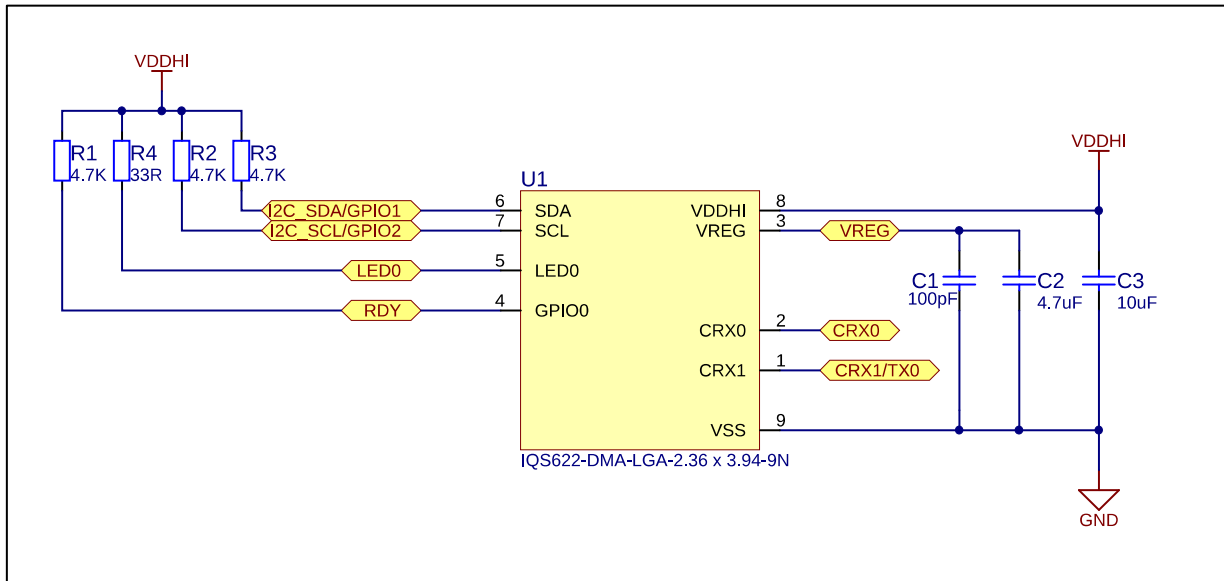 VDDHI
R1
4.7K
R4
33R
R2
4.7K
R3
4.7K
I2C_SDA/GPIO1
I2C_SCL/GPIO2
LED0
RDY
U1
6
7
5
4
SDA
SCL
LED0
GPIO0
VDDHI
VREG
CRX0
CRX1
VSS
8
3
2
1
9
IQS622-DMA-LGA-2.36 x 3.94-9N
VREG
CRX0
CRX1/TX0
VDDHI
C1
100pF
C2
4.7uF
C3
10uF
GND